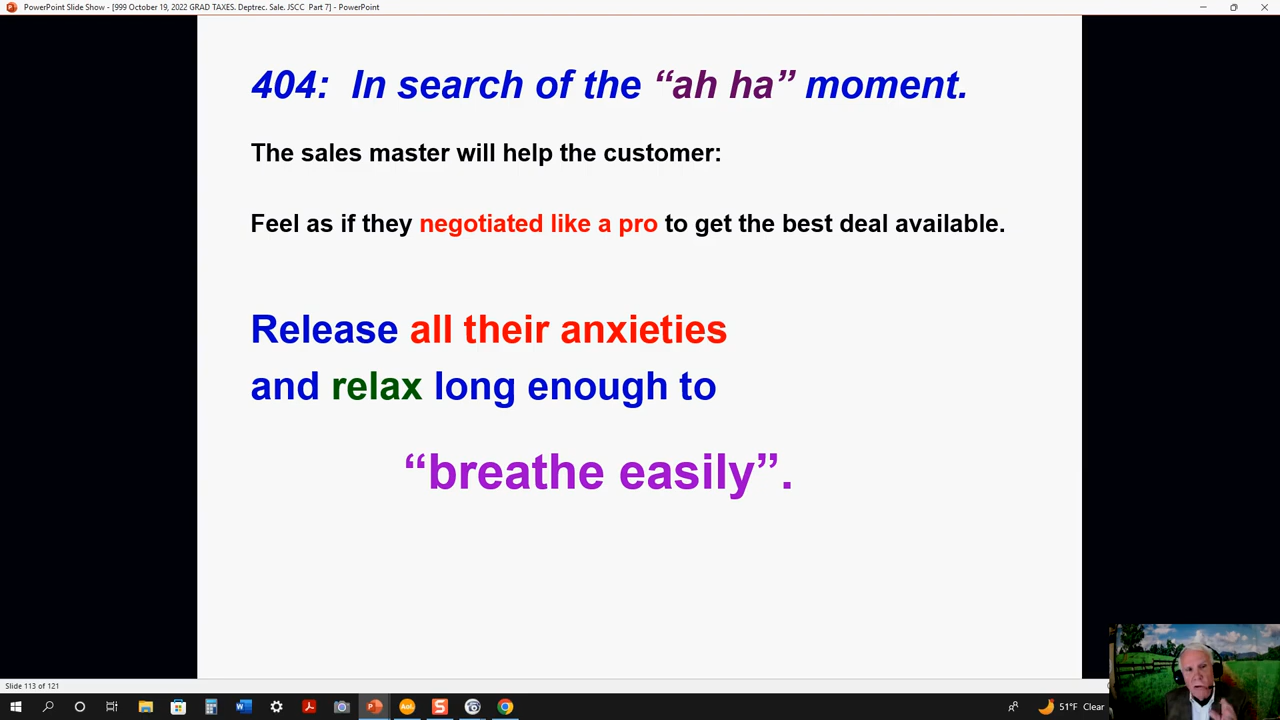 PowerPoint Slide Show - [999 October 19, 2022 GRAD TAXES. Deptrec. Sale. JSCC Part 7] - PowerPoint
404: In search of the “ah ha” moment.
The sales master will help the customer:
Feel as if they negotiated like a pro to get the best deal available.
Release all their anxieties
and relax long enough to
“breathe easily”.
Slide 113 of 121
51°F Clear